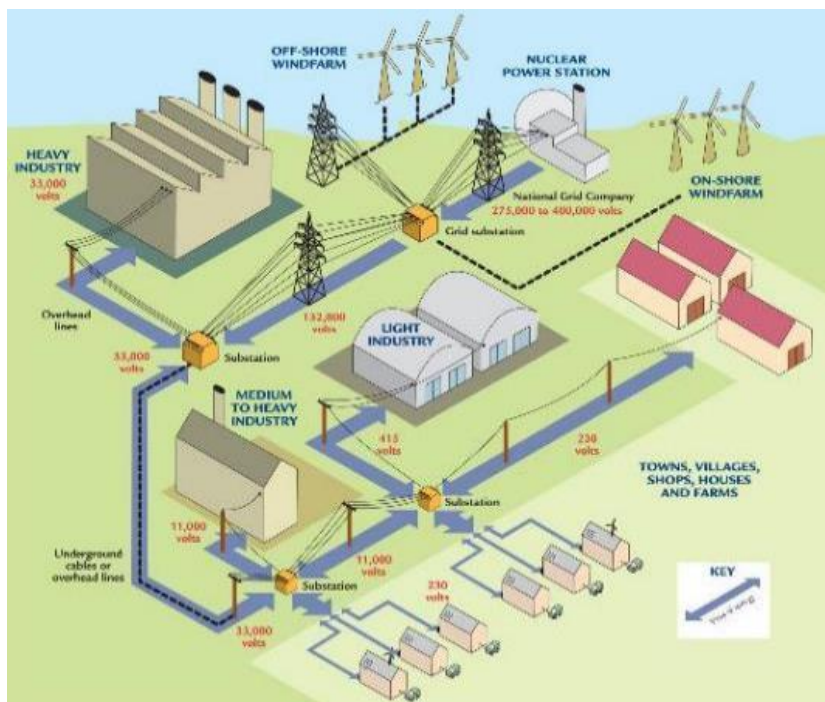 OFF-SHORE
WINDFARM
NUCLEAR
POWER STATION
HEAVY
INDUSTRY
33,000
volts
ON-SHORE
WINDFARM
National Grid Company
275,000 to 400,000 volts
Grid substation
Overhead
lines
132,000
volts
LIGHT
INDUSTRY
33,000
volts
Substation
MEDIUM
TO HEAVY
INDUSTRY
415
volts
230
volts
TOWNS, VILLAGES,
SHOPS, HOUSES
AND FARMS
Substation
11,000
volts
Underground
cables or
overhead lines
11,000
volts
Substation
230
volts
KEY
33,000
volts